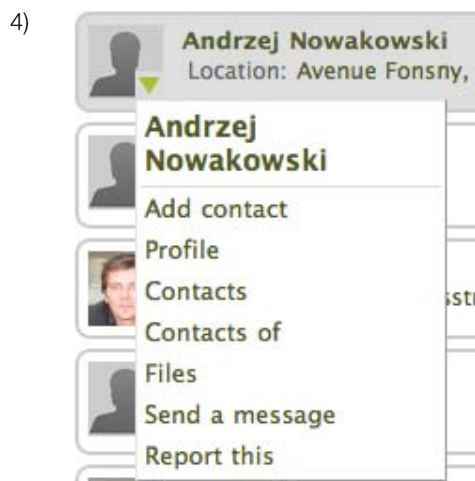 4)
Andrzej Nowakowski
Location: Avenue Fonsny,
Andrzej
Nowakowski
Add contact
Profile
Contacts
Contacts of
Files
Send a message
Report this